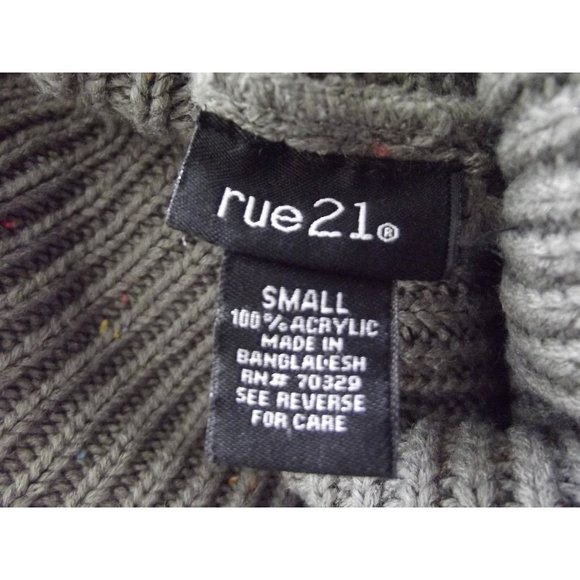 rue21®
SMALL
100% ACRYLIC
MADE IN
BANGLADESH
RN# 70329
SEE REVERSE
FOR CARE